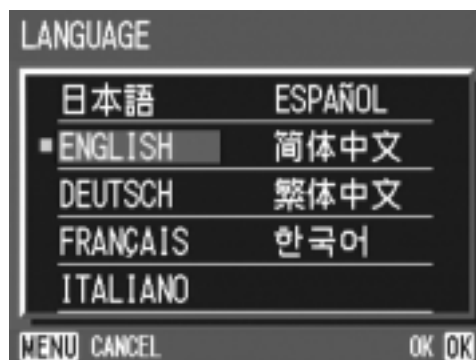 LANGUAGE
日本語 ESPAÑOL
ENGLISH 简体中文
DEUTSCH 繁体中文
FRANÇAIS 한국어
ITALIANO
MENU CANCEL OK OK